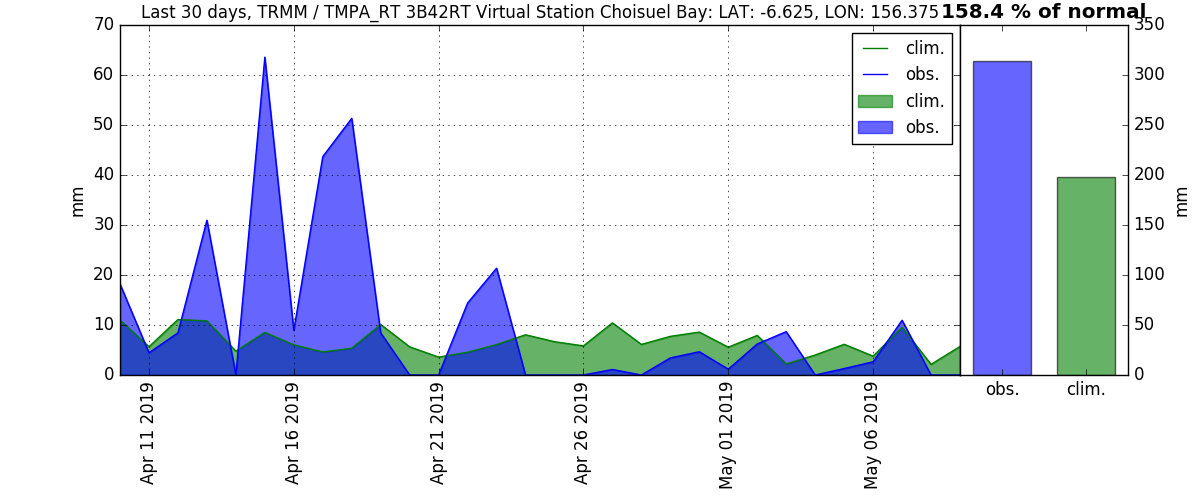 Last 30 days, TRMM / TMPA_RT 3B42RT Virtual Station Choisuel Bay: LAT: -6.625, LON: 156.375
158.4 % of normal
70
60
50
40
30
20
10
0
mm
clim.
obs.
clim.
obs.
Apr 11 2019
Apr 16 2019
Apr 21 2019
Apr 26 2019
May 01 2019
May 06 2019
350
300
250
200
150
100
50
0
mm
obs.
clim.